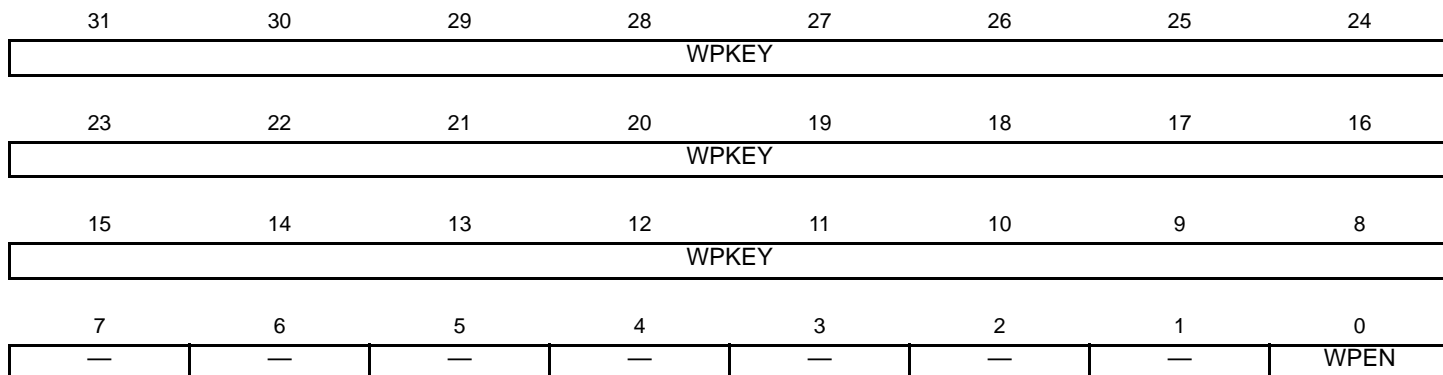 31 30 29 28 27 26 25 24
WPKEY
23 22 21 20 19 18 17 16
WPKEY
15 14 13 12 11 10 9 8
WPKEY
7 6 5 4 3 2 1 0
— — — — — — — WPEN